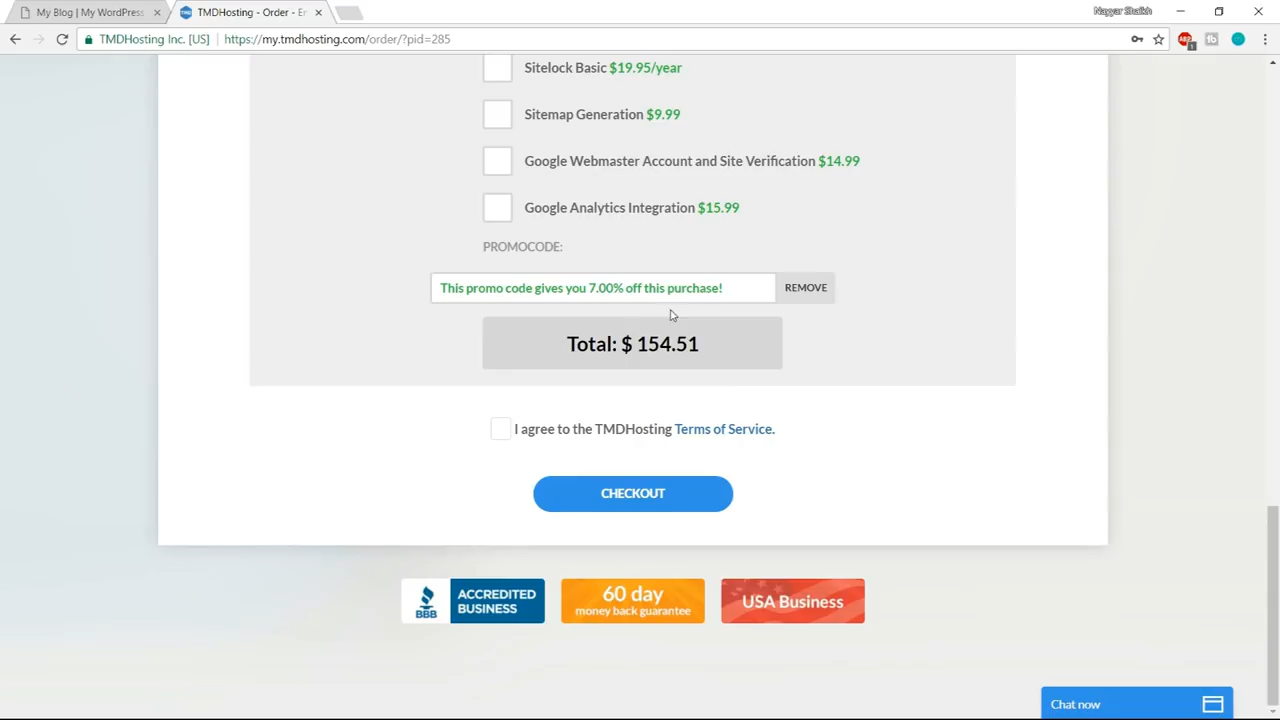 My Blog | My WordPress
TMDHosting - Order - Er
Nayyar Shaikh
TMDHosting Inc. [US]
https://my.tmdhosting.com/order/?pid=285
Sitelock Basic $19.95/year
Sitemap Generation $9.99
Google Webmaster Account and Site Verification $14.99
Google Analytics Integration $15.99
PROMOCODE:
This promo code gives you 7.00% off this purchase!
REMOVE
Total: $ 154.51
I agree to the TMDHosting Terms of Service.
CHECKOUT
BBB
ACCREDITED
BUSINESS
60 day
money back guarantee
USA Business
Chat now